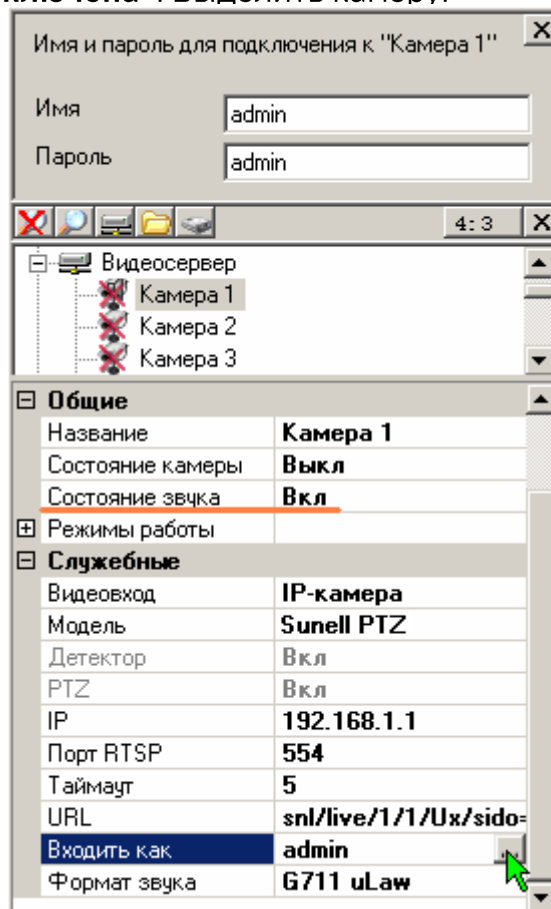 Выделить камеру.
Имя и пароль для подключения к "Камера 1"
Имя admin
Пароль admin
4:3
Видеосервер
Камера 1
Камера 2
Камера 3
Общие
Название Камера 1
Состояние камеры Выкл
Состояние звука Вкл
Режимы работы
Служебные
Видеовход IP-камера
Модель Sunell PTZ
Детектор Вкл
PTZ Вкл
IP 192.168.1.1
Порт RTSP 554
Таймаут 5
URL snl/live/1/1/Ux/sido=
Входить как admin ...
Формат звука G711 uLaw